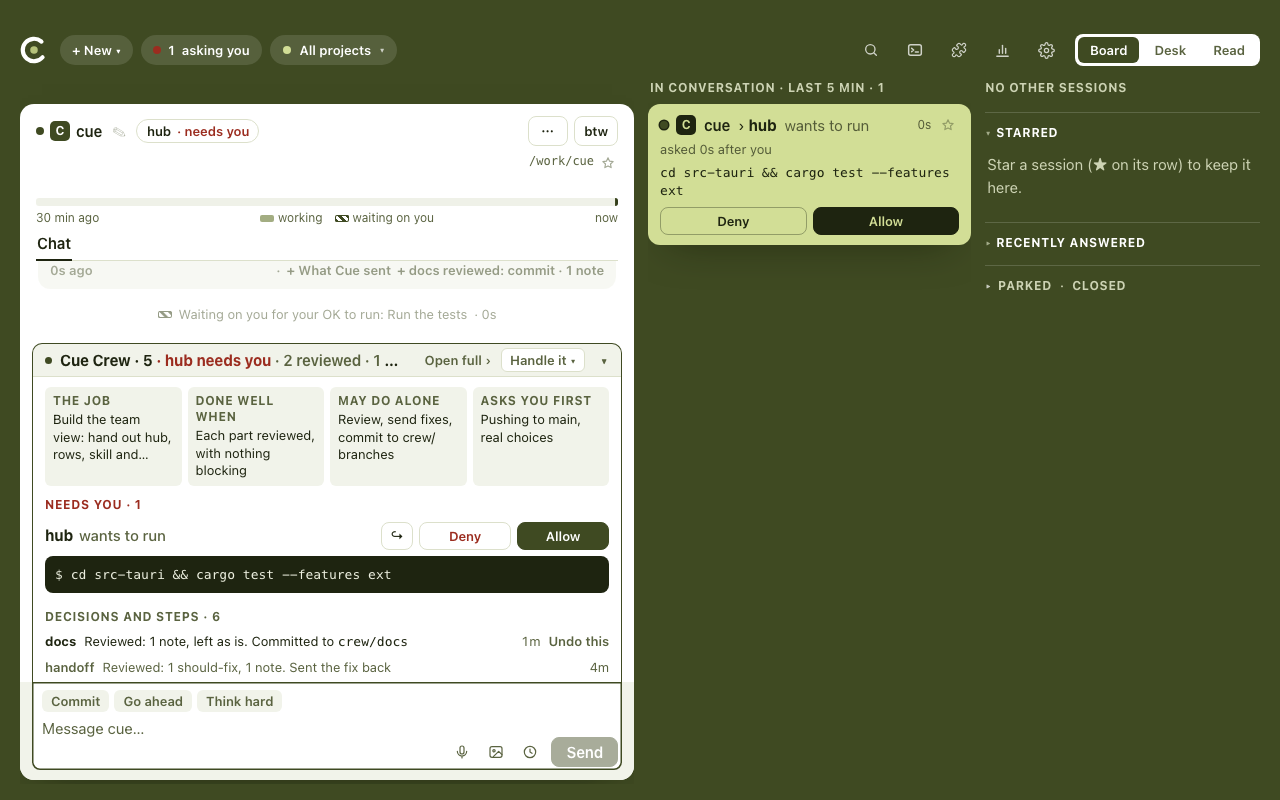 + New ▾
1 asking you
All projects ▾
Board
Desk
Read
C cue
hub · needs you
...
btw
/work/cue
30 min ago
working
waiting on you
now
Chat
0s ago
· + What Cue sent + docs reviewed: commit · 1 note
Waiting on you for your OK to run: Run the tests · 0s
Cue Crew · 5 · hub needs you · 2 reviewed · 1 ...
Open full ›
Handle it ▾
▾
THE JOB
Build the team
view: hand out hub,
rows, skill and…
DONE WELL
WHEN
Each part reviewed,
with nothing
blocking
MAY DO ALONE
Review, send fixes,
commit to crew/
branches
ASKS YOU FIRST
Pushing to main,
real choices
NEEDS YOU · 1
hub wants to run
Deny
Allow
$ cd src-tauri && cargo test --features ext
DECISIONS AND STEPS · 6
docs Reviewed: 1 note, left as is. Committed to crew/docs
1m Undo this
handoff Reviewed: 1 should-fix, 1 note. Sent the fix back
4m
Commit
Go ahead
Think hard
Message cue…
Send
IN CONVERSATION · LAST 5 MIN · 1
C cue › hub wants to run
0s
asked 0s after you
cd src-tauri && cargo test --features
ext
Deny
Allow
NO OTHER SESSIONS
▾ STARRED
Star a session (★ on its row) to keep it
here.
▸ RECENTLY ANSWERED
▸ PARKED · CLOSED